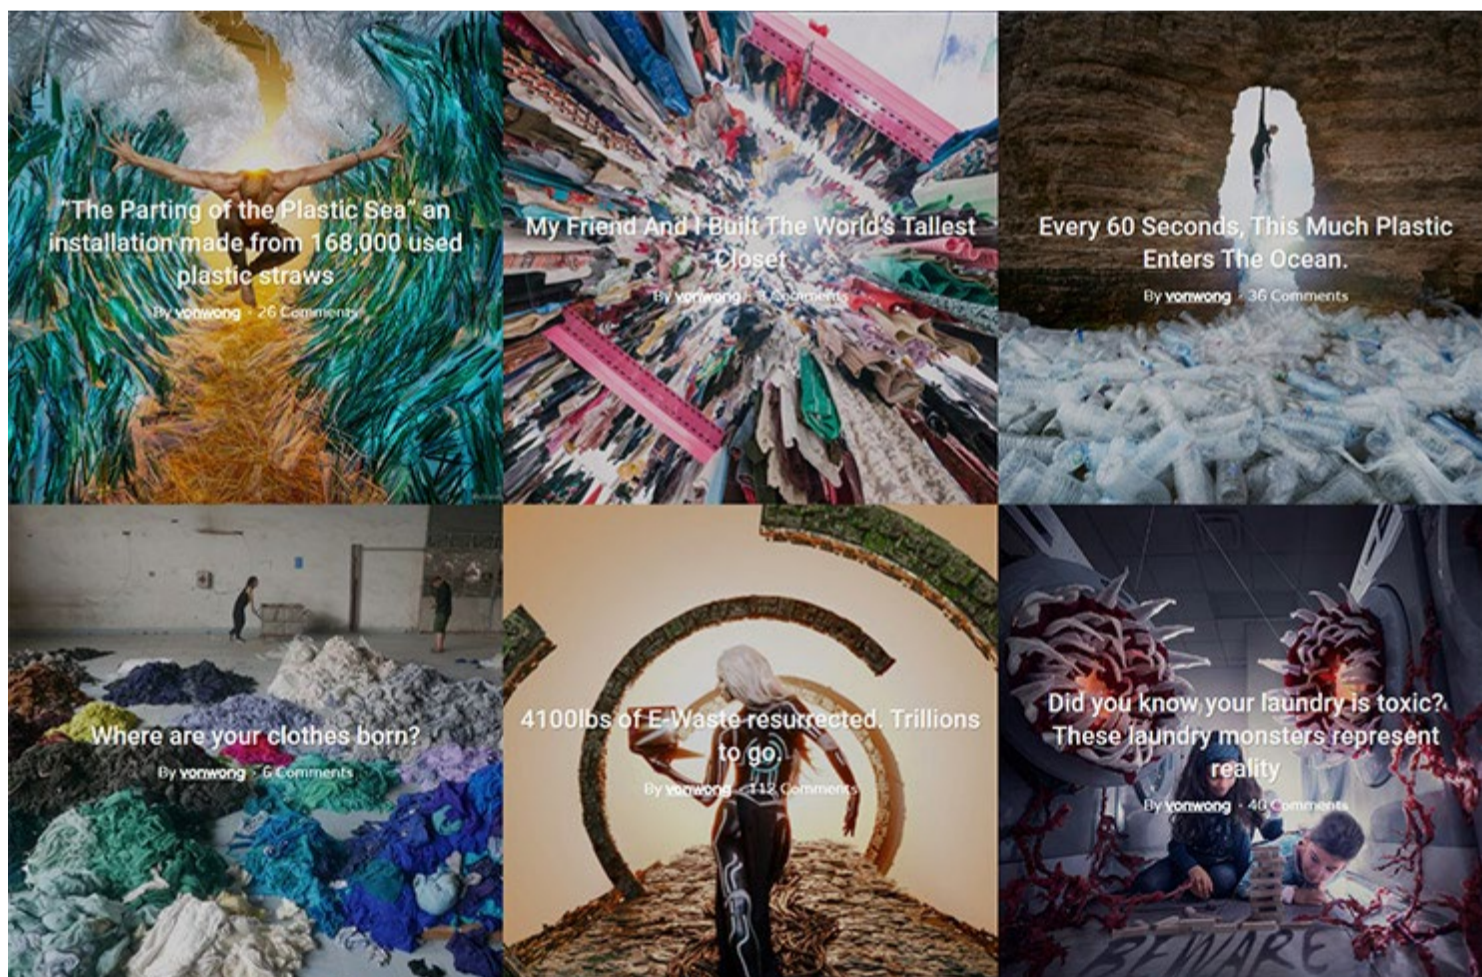 “The Parting of the Plastic Sea” an
installation made from 168,000 used
plastic straws
By vonwong · 26 Comments
My Friend And I Built The World's Tallest
Closet
By vonwong · Comments
Every 60 Seconds, This Much Plastic
Enters The Ocean.
By vonwong · 36 Comments
Where are your clothes born?
By vonwong · 6 Comments
4100lbs of E-Waste resurrected. Trillions
to go.
By vonwong · 112 Comments
Did you know your laundry is toxic?
These laundry monsters represent
reality
By vonwong · 40 Comments
BEWARE